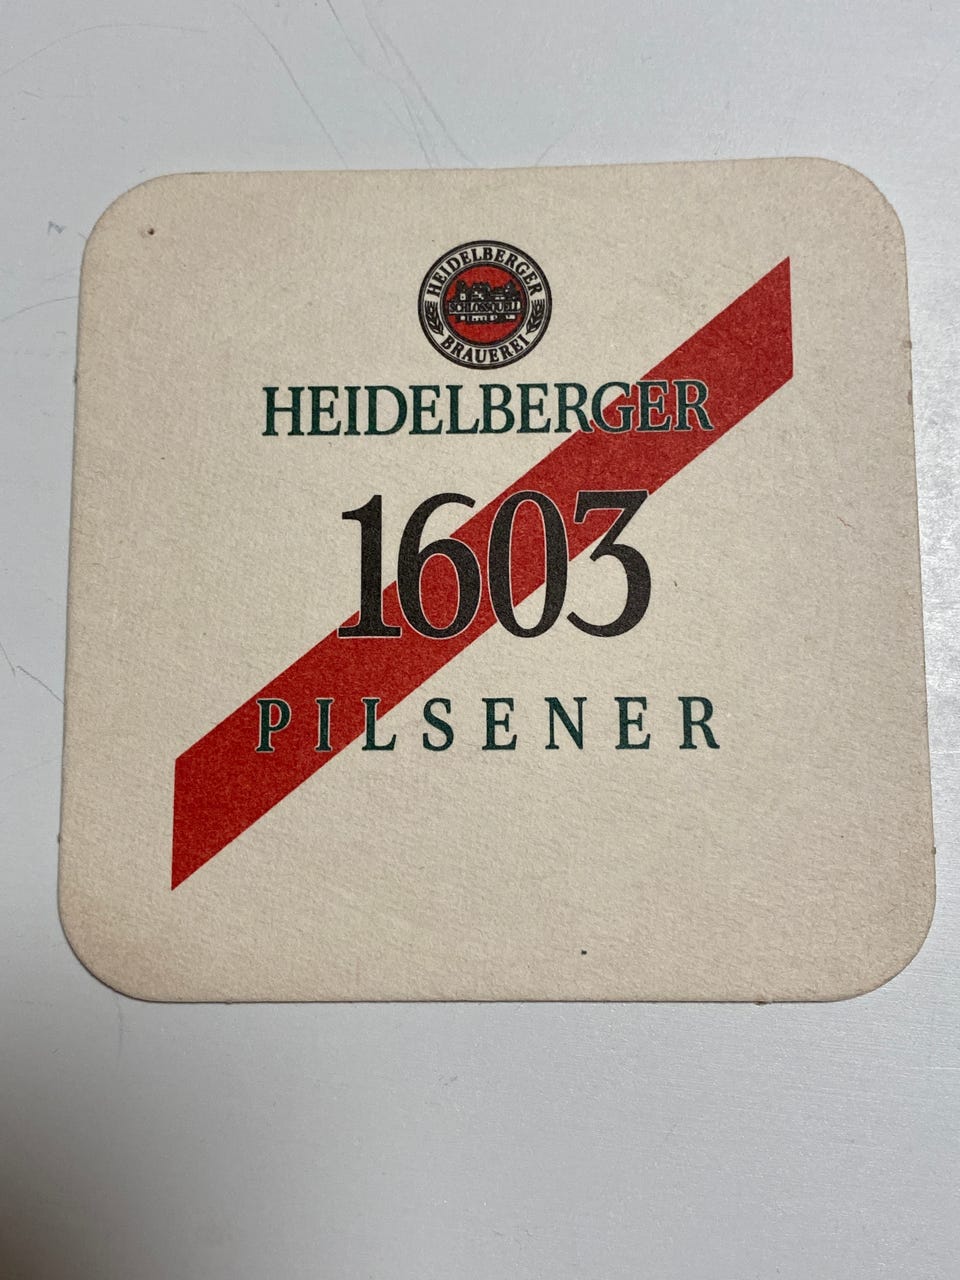 HEIDELBERGER
SCHLOSSQUELL
BRAUEREI
HEIDELBERGER
1603
PILSENER